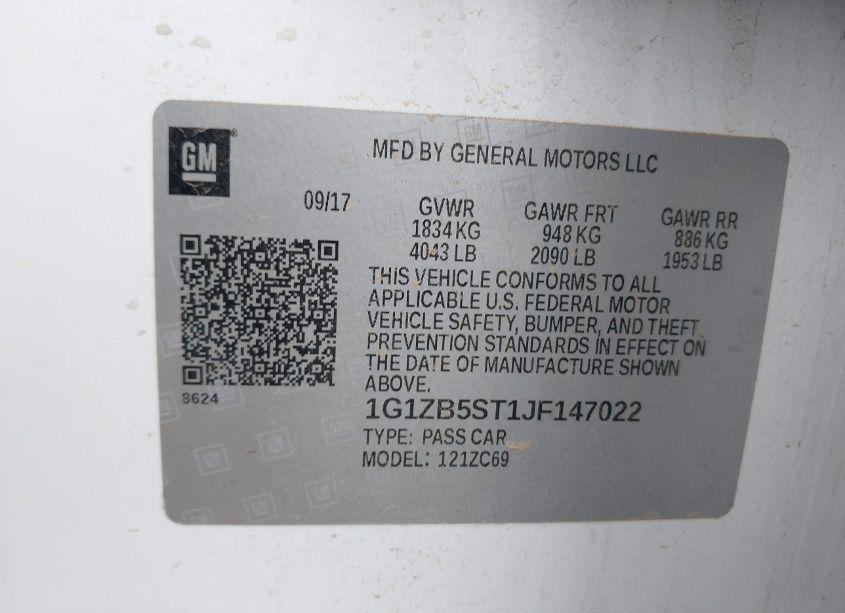 GM
MFD BY GENERAL MOTORS LLC
09/17
GVWR
1834 KG
4043 LB
GAWR FRT
948 KG
2090 LB
GAWR RR
886 KG
1953 LB
THIS VEHICLE CONFORMS TO ALL
APPLICABLE U.S. FEDERAL MOTOR
VEHICLE SAFETY, BUMPER, AND THEFT
PREVENTION STANDARDS IN EFFECT ON
THE DATE OF MANUFACTURE SHOWN
ABOVE.
8624
1G1ZB5ST1JF147022
TYPE: PASS CAR
MODEL: 121ZC69